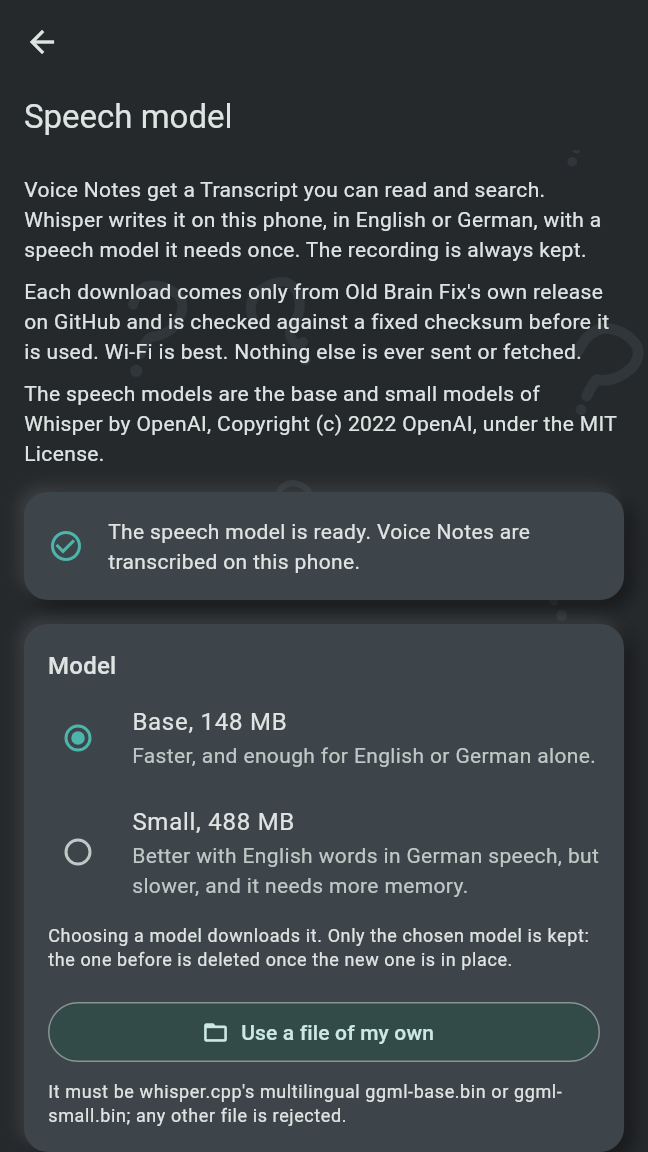 Speech model
Voice Notes get a Transcript you can read and search.
Whisper writes it on this phone, in English or German, with a
speech model it needs once. The recording is always kept.
Each download comes only from Old Brain Fix's own release
on GitHub and is checked against a fixed checksum before it
is used. Wi-Fi is best. Nothing else is ever sent or fetched.
The speech models are the base and small models of
Whisper by OpenAI, Copyright (c) 2022 OpenAI, under the MIT
License.
The speech model is ready. Voice Notes are
transcribed on this phone.
Model
Base, 148 MB
Faster, and enough for English or German alone.
Small, 488 MB
Better with English words in German speech, but
slower, and it needs more memory.
Choosing a model downloads it. Only the chosen model is kept:
the one before is deleted once the new one is in place.
Use a file of my own
It must be whisper.cpp's multilingual ggml-base.bin or ggml-
small.bin; any other file is rejected.